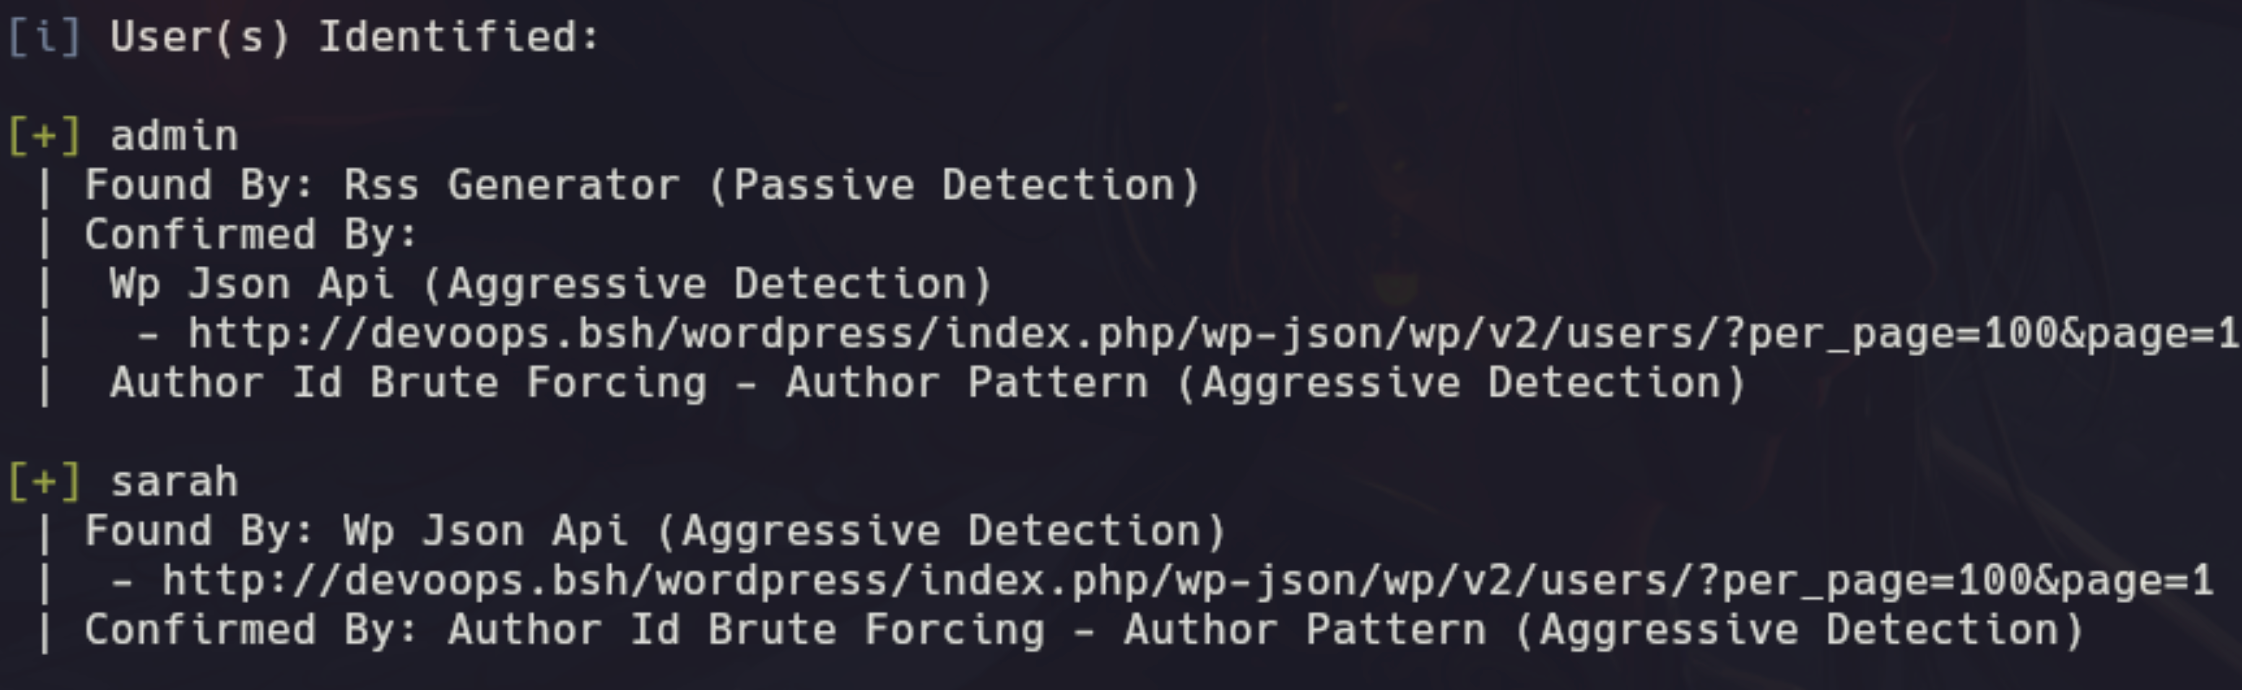 [i] User(s) Identified:
[+] admin
| Found By: Rss Generator (Passive Detection)
| Confirmed By:
|  Wp Json Api (Aggressive Detection)
|   - http://devoops.bsh/wordpress/index.php/wp-json/wp/v2/users/?per_page=100&page=1
|  Author Id Brute Forcing - Author Pattern (Aggressive Detection)
[+] sarah
| Found By: Wp Json Api (Aggressive Detection)
|  - http://devoops.bsh/wordpress/index.php/wp-json/wp/v2/users/?per_page=100&page=1
| Confirmed By: Author Id Brute Forcing - Author Pattern (Aggressive Detection)